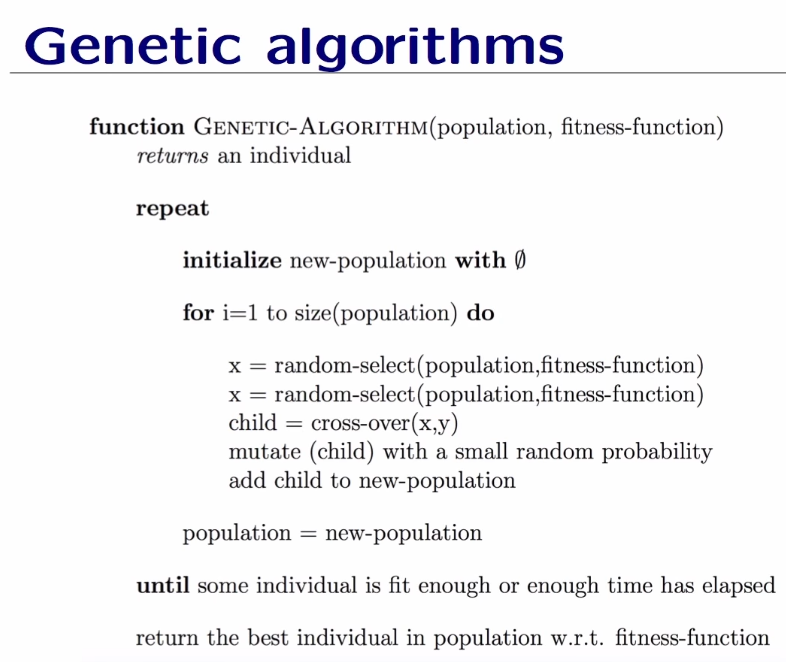 Genetic algorithms
function GENETIC-ALGORITHM(population, fitness-function)
returns an individual
repeat
initialize new-population with ∅
for i=1 to size(population) do
x = random-select(population,fitness-function)
x = random-select(population,fitness-function)
child = cross-over(x,y)
mutate (child) with a small random probability
add child to new-population
population = new-population
until some individual is fit enough or enough time has elapsed
return the best individual in population w.r.t. fitness-function